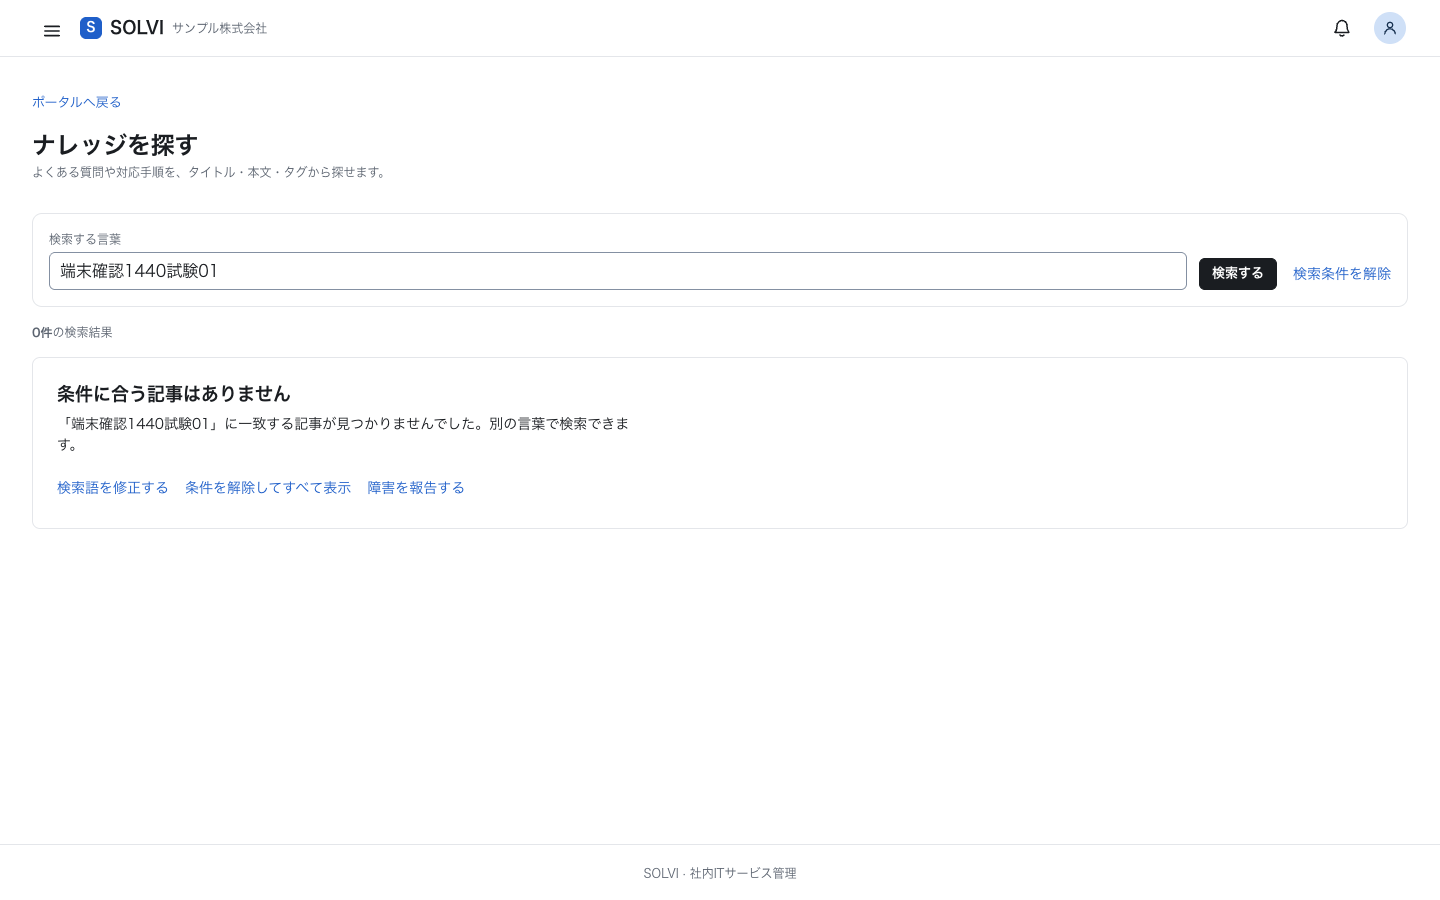 S SOLVI サンプル株式会社
ポータルへ戻る
ナレッジを探す
よくある質問や対応手順を、タイトル・本文・タグから探せます。
検索する言葉
端末確認1440試験01
検索する
検索条件を解除
0件の検索結果
条件に合う記事はありません
「端末確認1440試験01」に一致する記事が見つかりませんでした。別の言葉で検索できま
す。
検索語を修正する 条件を解除してすべて表示 障害を報告する
SOLVI · 社内ITサービス管理